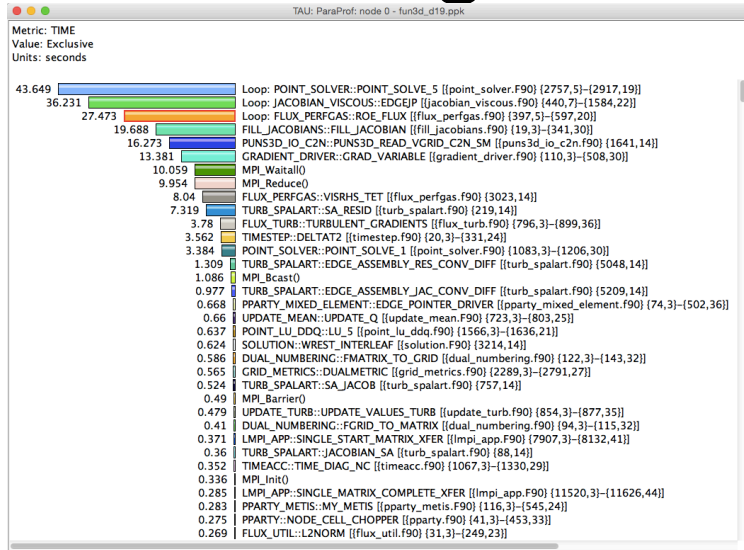 TAU: ParaProf: node 0 - fun3d_d19.ppk
Metric: TIME
Value: Exclusive
Units: seconds
43.649 Loop: POINT_SOLVER::POINT_SOLVE_5 [{point_solver.F90} {2757,5}-{2917,19}]
36.231 Loop: JACOBIAN_VISCOUS::EDGEJP [{jacobian_viscous.f90} {440,7}-{1584,22}]
27.473 Loop: FLUX_PERFGAS::ROE_FLUX [{flux_perfgas.f90} {397,5}-{597,20}]
19.688 FILL_JACOBIANS::FILL_JACOBIAN [{fill_jacobians.f90} {19,3}-{341,30}]
16.273 PUNS3D_IO_C2N::PUNS3D_READ_VGRID_C2N_SM [{puns3d_io_c2n.f90} {1641,14}]
13.381 GRADIENT_DRIVER::GRAD_VARIABLE [{gradient_driver.f90} {110,3}-{508,30}]
10.059 MPI_Waitall()
9.954 MPI_Reduce()
8.04 FLUX_PERFGAS::VISRHS_TET [{flux_perfgas.f90} {3023,14}]
7.319 TURB_SPALART::SA_RESID [{turb_spalart.f90} {219,14}]
3.78 FLUX_TURB::TURBULENT_GRADIENTS [{flux_turb.f90} {796,3}-{899,36}]
3.562 TIMESTEP::DELTAT2 [{timestep.f90} {20,3}-{331,24}]
3.384 POINT_SOLVER::POINT_SOLVE_1 [{point_solver.F90} {1083,3}-{1206,30}]
1.309 TURB_SPALART::EDGE_ASSEMBLY_RES_CONV_DIFF [{turb_spalart.f90} {5048,14}]
1.086 MPI_Bcast()
0.977 TURB_SPALART::EDGE_ASSEMBLY_JAC_CONV_DIFF [{turb_spalart.f90} {5209,14}]
0.668 PPARTY_MIXED_ELEMENT::EDGE_POINTER_DRIVER [{pparty_mixed_element.f90} {74,3}-{502,36}]
0.66 UPDATE_MEAN::UPDATE_Q [{update_mean.f90} {723,3}-{803,25}]
0.637 POINT_LU_DDQ::LU_5 [{point_lu_ddq.f90} {1566,3}-{1636,21}]
0.624 SOLUTION::WREST_INTERLEAF [{solution.F90} {3214,14}]
0.586 DUAL_NUMBERING::FMATRIX_TO_GRID [{dual_numbering.f90} {122,3}-{143,32}]
0.565 GRID_METRICS::DUALMETRIC [{grid_metrics.f90} {2289,3}-{2791,27}]
0.524 TURB_SPALART::SA_JACOB [{turb_spalart.f90} {757,14}]
0.49 MPI_Barrier()
0.479 UPDATE_TURB::UPDATE_VALUES_TURB [{update_turb.f90} {854,3}-{877,35}]
0.41 DUAL_NUMBERING::FGRID_TO_MATRIX [{dual_numbering.f90} {94,3}-{115,32}]
0.371 LMPI_APP::SINGLE_START_MATRIX_XFER [{lmpi_app.F90} {7907,3}-{8132,41}]
0.36 TURB_SPALART::JACOBIAN_SA [{turb_spalart.f90} {88,14}]
0.352 TIMEACC::TIME_DIAG_NC [{timeacc.f90} {1067,3}-{1330,29}]
0.336 MPI_Init()
0.285 LMPI_APP::SINGLE_MATRIX_COMPLETE_XFER [{lmpi_app.F90} {11520,3}-{11626,44}]
0.283 PPARTY_METIS::MY_METIS [{pparty_metis.F90} {116,3}-{545,24}]
0.275 PPARTY::NODE_CELL_CHOPPER [{pparty.f90} {41,3}-{453,33}]
0.269 FLUX_UTIL::L2NORM [{flux_util.f90} {31,3}-{249,23}]